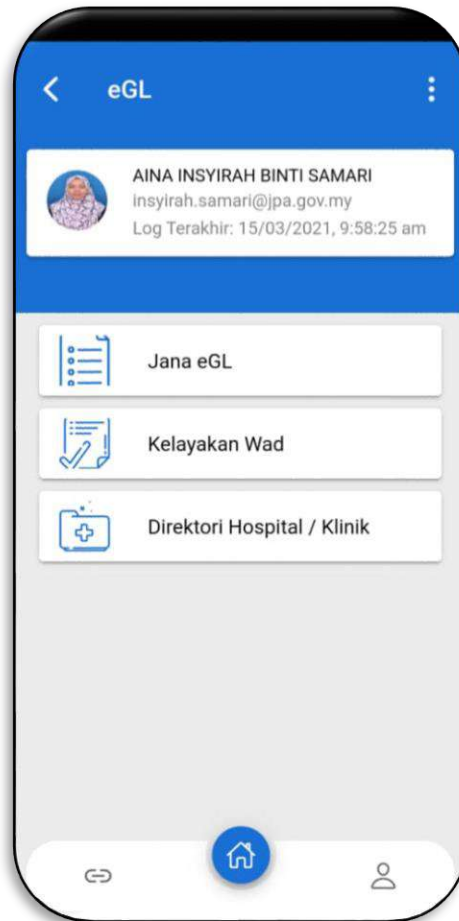 eGL
AINA INSYIRAH BINTI SAMARI
insyirah.samari@jpa.gov.my
Log Terakhir: 15/03/2021, 9:58:25 am
Jana eGL
Kelayakan Wad
Direktori Hospital / Klinik